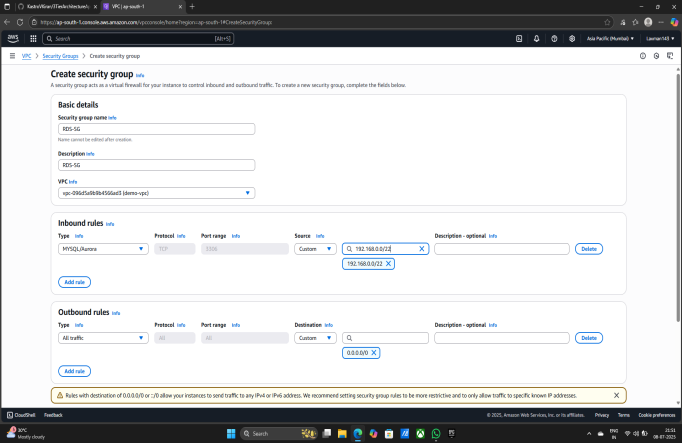 KastroVKiran/3TierArchitecture/a
VPC | ap-south-1
https://ap-south-1.console.aws.amazon.com/vpcconsole/home?region=ap-south-1#CreateSecurityGroup:
aws
Search
[Alt+S]
Asia Pacific (Mumbai)
Laxman143
VPC > Security Groups > Create security group
Create security group Info
A security group acts as a virtual firewall for your instance to control inbound and outbound traffic. To create a new security group, complete the fields below.
Basic details
Security group name Info
RDS-SG
Name cannot be edited after creation.
Description Info
RDS-SG
VPC Info
vpc-096d5a9b9b4566ad3 (demo-vpc)
Inbound rules Info
Type Info Protocol Info Port range Info Source Info Description - optional Info
MYSQL/Aurora TCP 3306 Custom 192.168.0.0/22 Delete
192.168.0.0/22
Add rule
Outbound rules Info
Type Info Protocol Info Port range Info Destination Info Description - optional Info
All traffic All All Custom Delete
0.0.0.0/0
Add rule
Rules with destination of 0.0.0.0/0 or ::/0 allow your instances to send traffic to any IPv4 or IPv6 address. We recommend setting security group rules to be more restrictive and to only allow traffic to specific known IP addresses.
CloudShell Feedback © 2025, Amazon Web Services, Inc. or its affiliates. Privacy Terms Cookie preferences
30°C
Mostly cloudy
Search
ENG
IN
21:51
08-07-2025